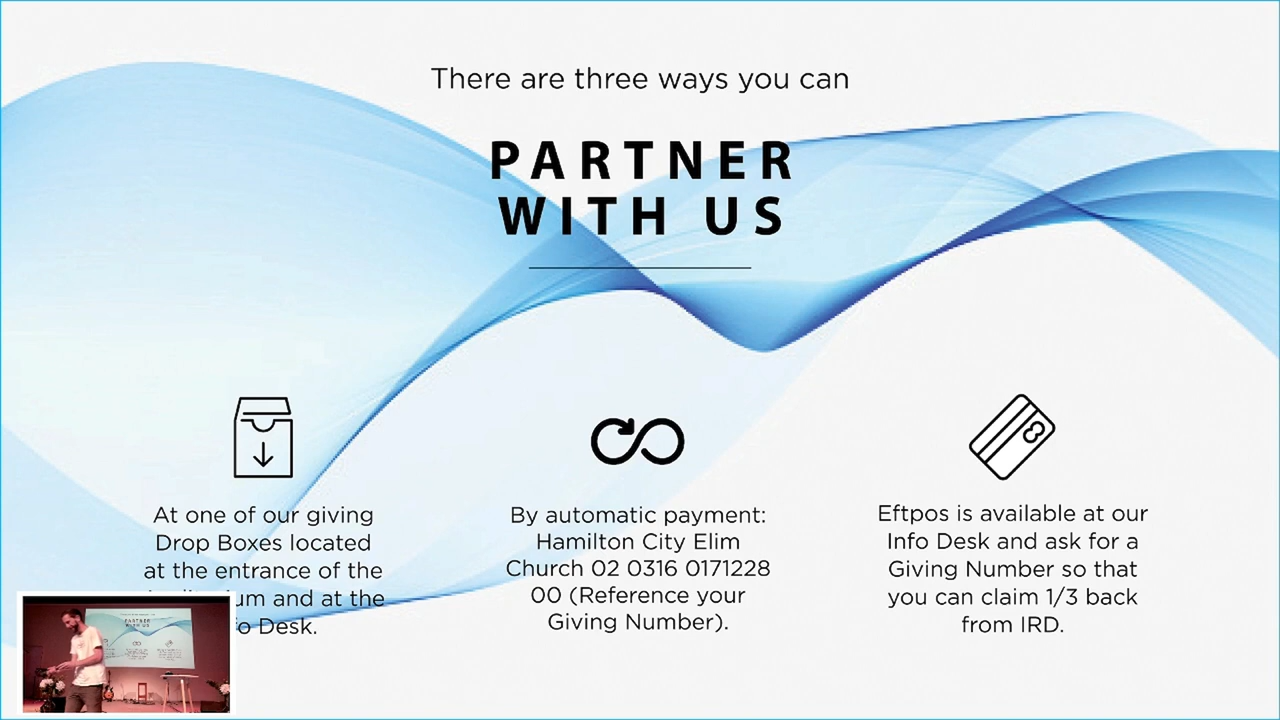 There are three ways you can
PARTNER
WITH US
At one of our giving
Drop Boxes located
at the entrance of the
and at the
Desk.
By automatic payment:
Hamilton City Elim
Church 02 0316 0171228
00 (Reference your
Giving Number).
Eftpos is available at our
Info Desk and ask for a
Giving Number so that
you can claim 1/3 back
from IRD.
PARTNER
WITH US